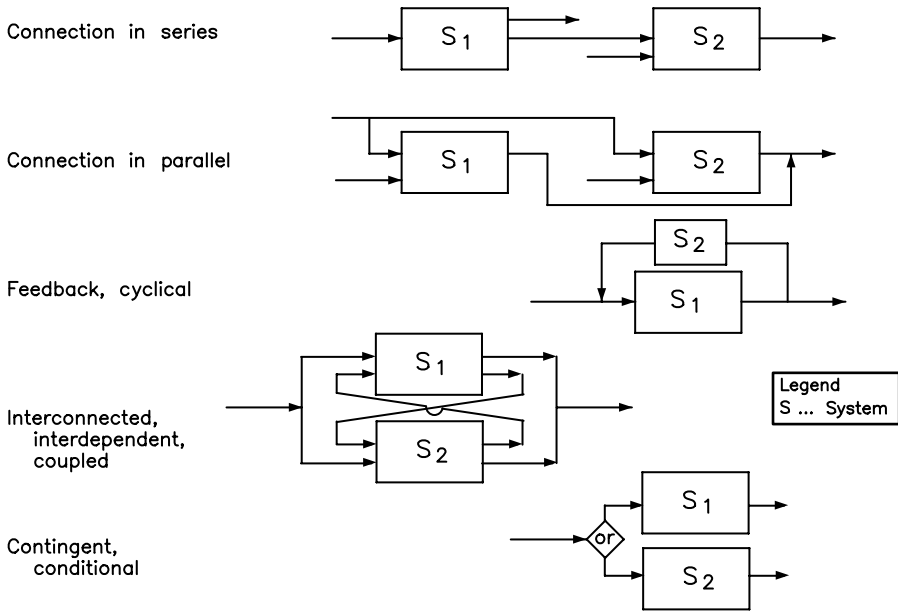 Connection in series
S1
S2
Connection in parallel
S1
S2
Feedback, cyclical
S2
S1
Interconnected,
interdependent,
coupled
S1
S2
Legend
S ... System
Contingent,
conditional
or
S1
S2